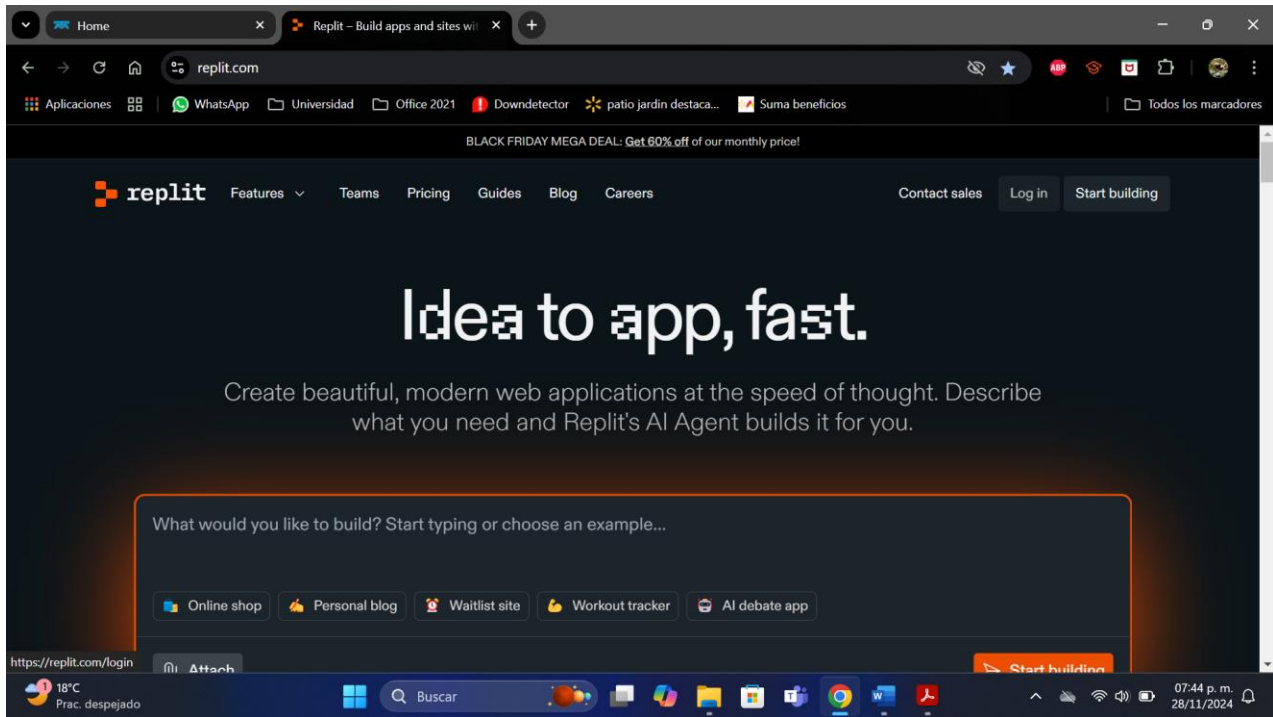 Home
Replit – Build apps and sites wit
replit.com
ABP
Aplicaciones WhatsApp Universidad Office 2021 Downdetector patio jardin destaca... Suma beneficios Todos los marcadores
BLACK FRIDAY MEGA DEAL: Get 60% off of our monthly price!
replit Features Teams Pricing Guides Blog Careers Contact sales Log in Start building
Idea to app, fast.
Create beautiful, modern web applications at the speed of thought. Describe
what you need and Replit's AI Agent builds it for you.
What would you like to build? Start typing or choose an example...
Online shop Personal blog Waitlist site Workout tracker AI debate app
https://replit.com/login Attach Start building
1 18°C
Prac. despejado
Buscar
07:44 p. m.
28/11/2024